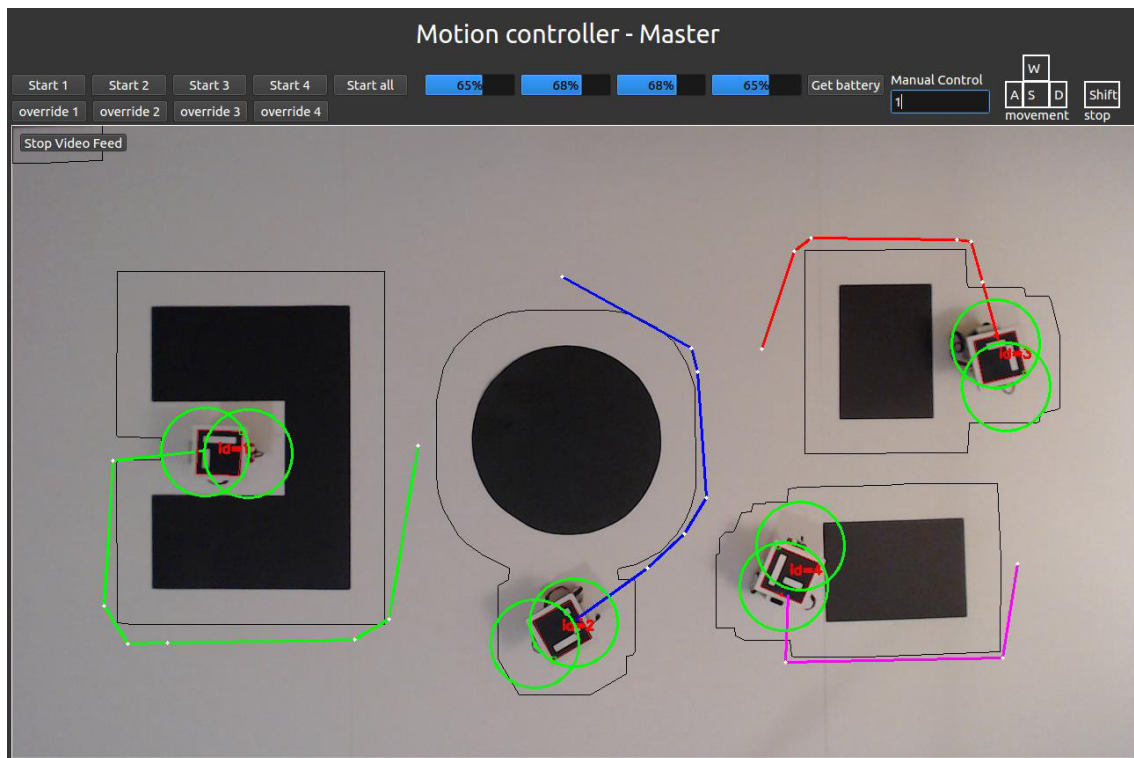 Motion controller - Master
Start 1 Start 2 Start 3 Start 4 Start all 65% 68% 68% 65% Get battery Manual Control
W
override 1 override 2 override 3 override 4 1 A S D Shift
movement stop
Stop Video Feed
id=3
id=1
id=4
id=2